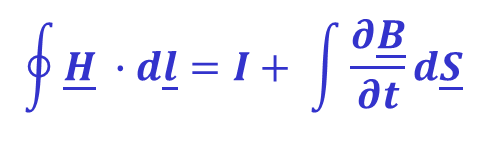 ∮ H · dl = I + ∫ ∂B/∂t dS